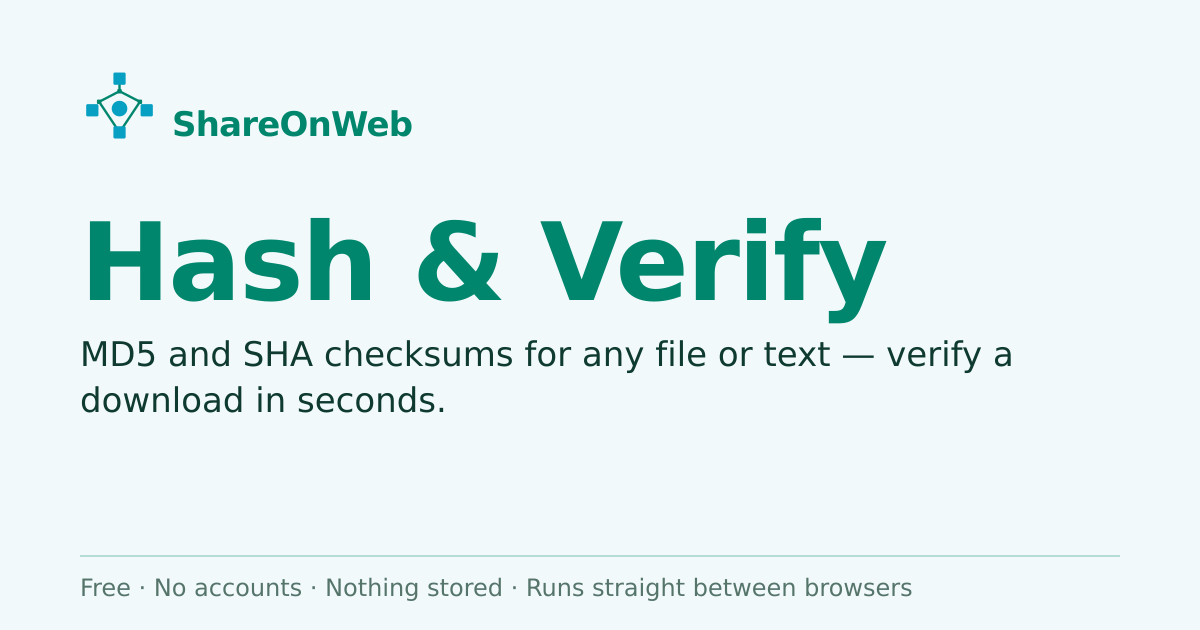 ShareOnWeb
Hash & Verify
MD5 and SHA checksums for any file or text — verify a
download in seconds.
Free · No accounts · Nothing stored · Runs straight between browsers